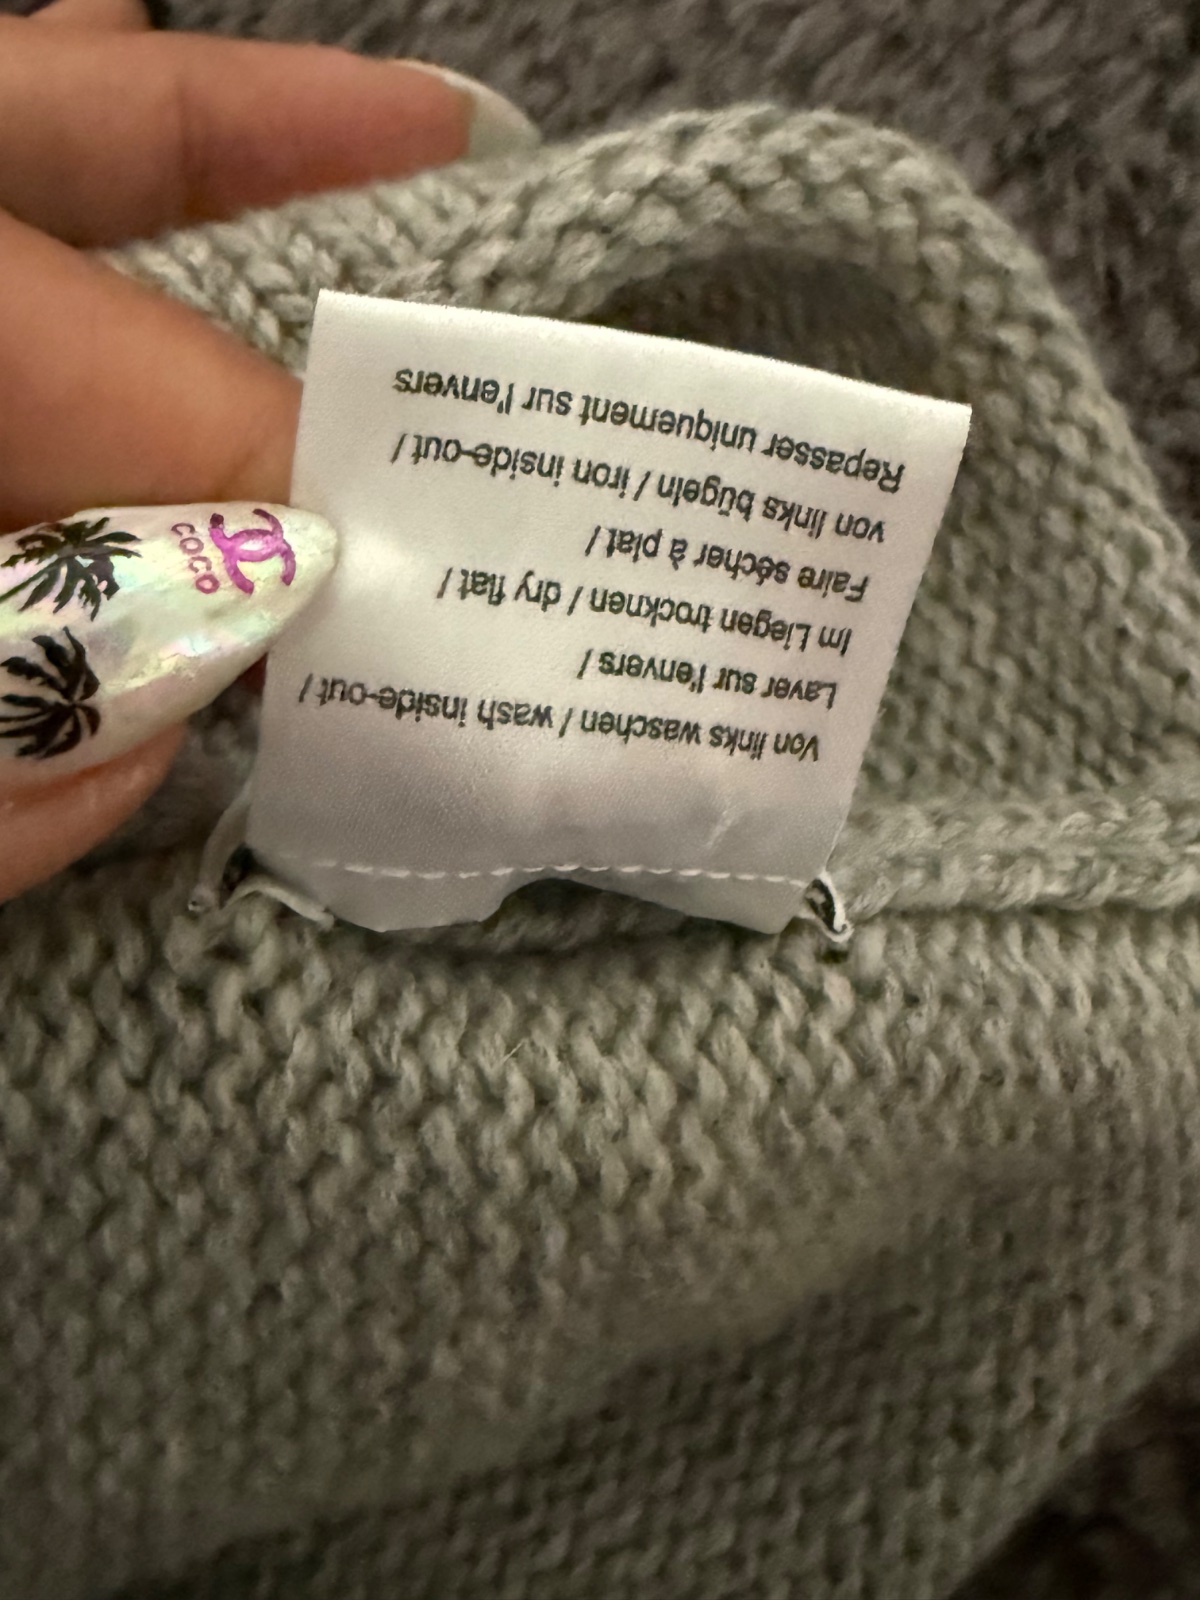 Von links waschen / wash inside-out /
Laver sur l'envers /
Im Liegen trocknen / dry flat /
Faire sécher à plat /
von links bügeln / iron inside-out /
Repasser uniquement sur l'envers
COCO